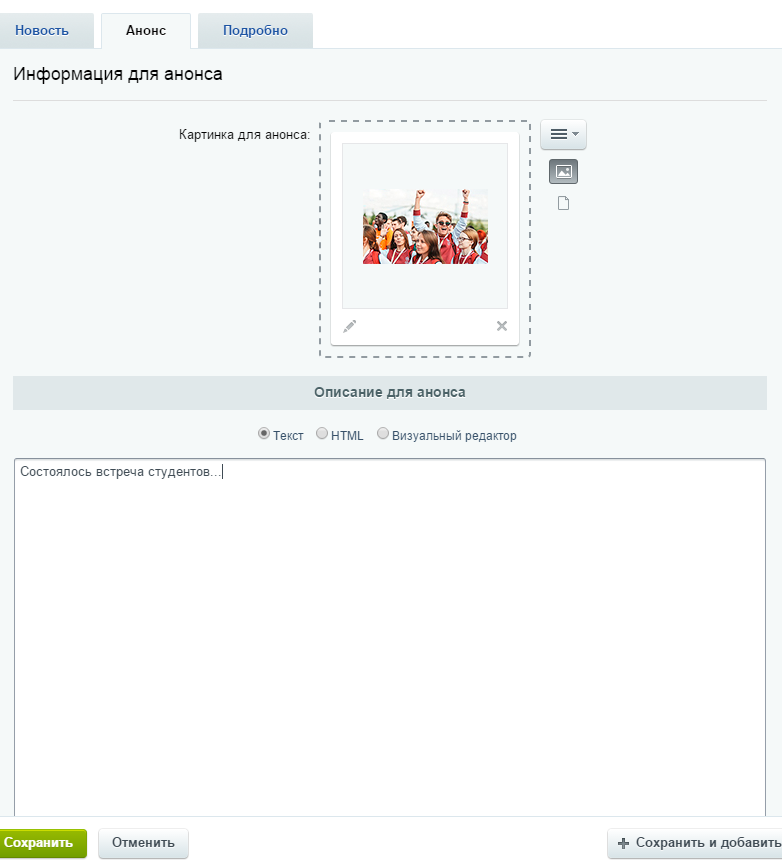 Новость Анонс Подробно
Информация для анонса
Картинка для анонса:
Описание для анонса
Текст HTML Визуальный редактор
Состоялось встреча студентов...
Сохранить Отменить Сохранить и добавить